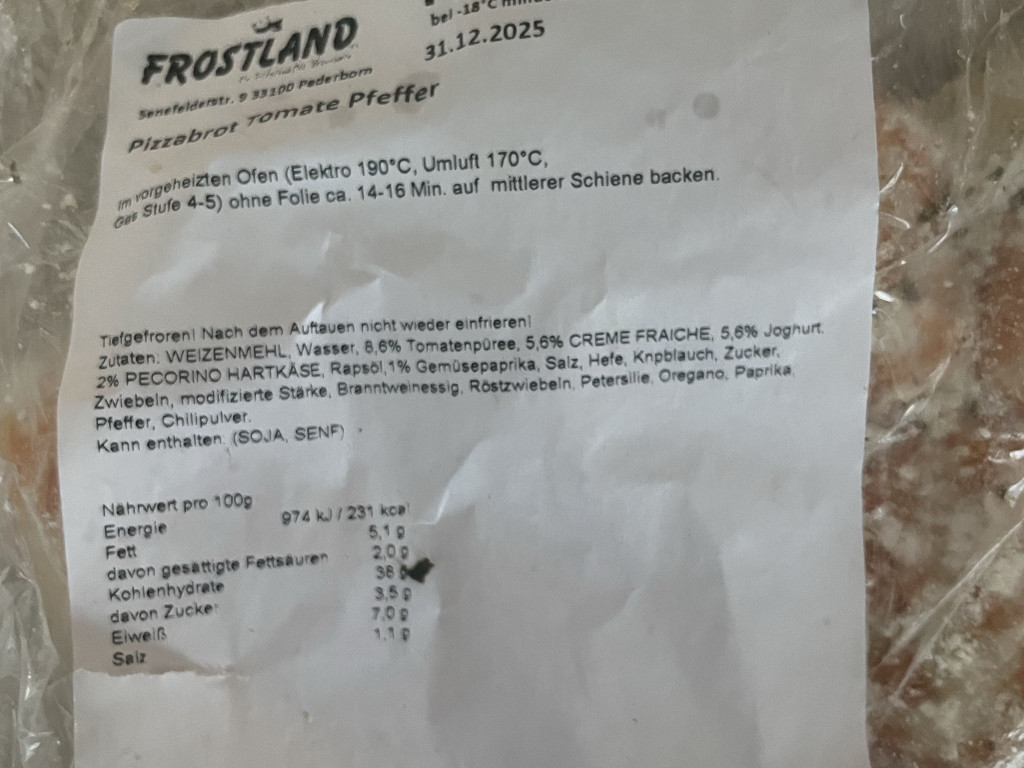 FROSTLAND
bei -18°C
31.12.2025
Senefelderstr. 9 33100 Paderborn
Pizzabrot Tomate Pfeffer
Im vorgeheizten Ofen (Elektro 190°C, Umluft 170°C,
Gas Stufe 4-5) ohne Folie ca. 14-16 Min. auf mittlerer Schiene backen.
Tiefgefroren! Nach dem Auftauen nicht wieder einfrieren!
Zutaten: WEIZENMEHL, Wasser, 8,6% Tomatenpüree, 5,6% CREME FRAICHE, 5,6% Joghurt,
2% PECORINO HARTKÄSE, Rapsöl,1% Gemüsepaprika, Salz, Hefe, Knpblauch, Zucker,
Zwiebeln, modifizierte Stärke, Branntweinessig, Röstzwiebeln, Petersilie, Oregano, Paprika,
Pfeffer, Chilipulver.
Kann enthalten: (SOJA, SENF)
Nährwert pro 100g
Energie 974 kJ / 231 kcal
Fett 5,1 g
davon gesättigte Fettsäuren 2,0 g
Kohlenhydrate 38 g
davon Zucker 3,5 g
Eiweiß 7,0 g
Salz 1,1 g